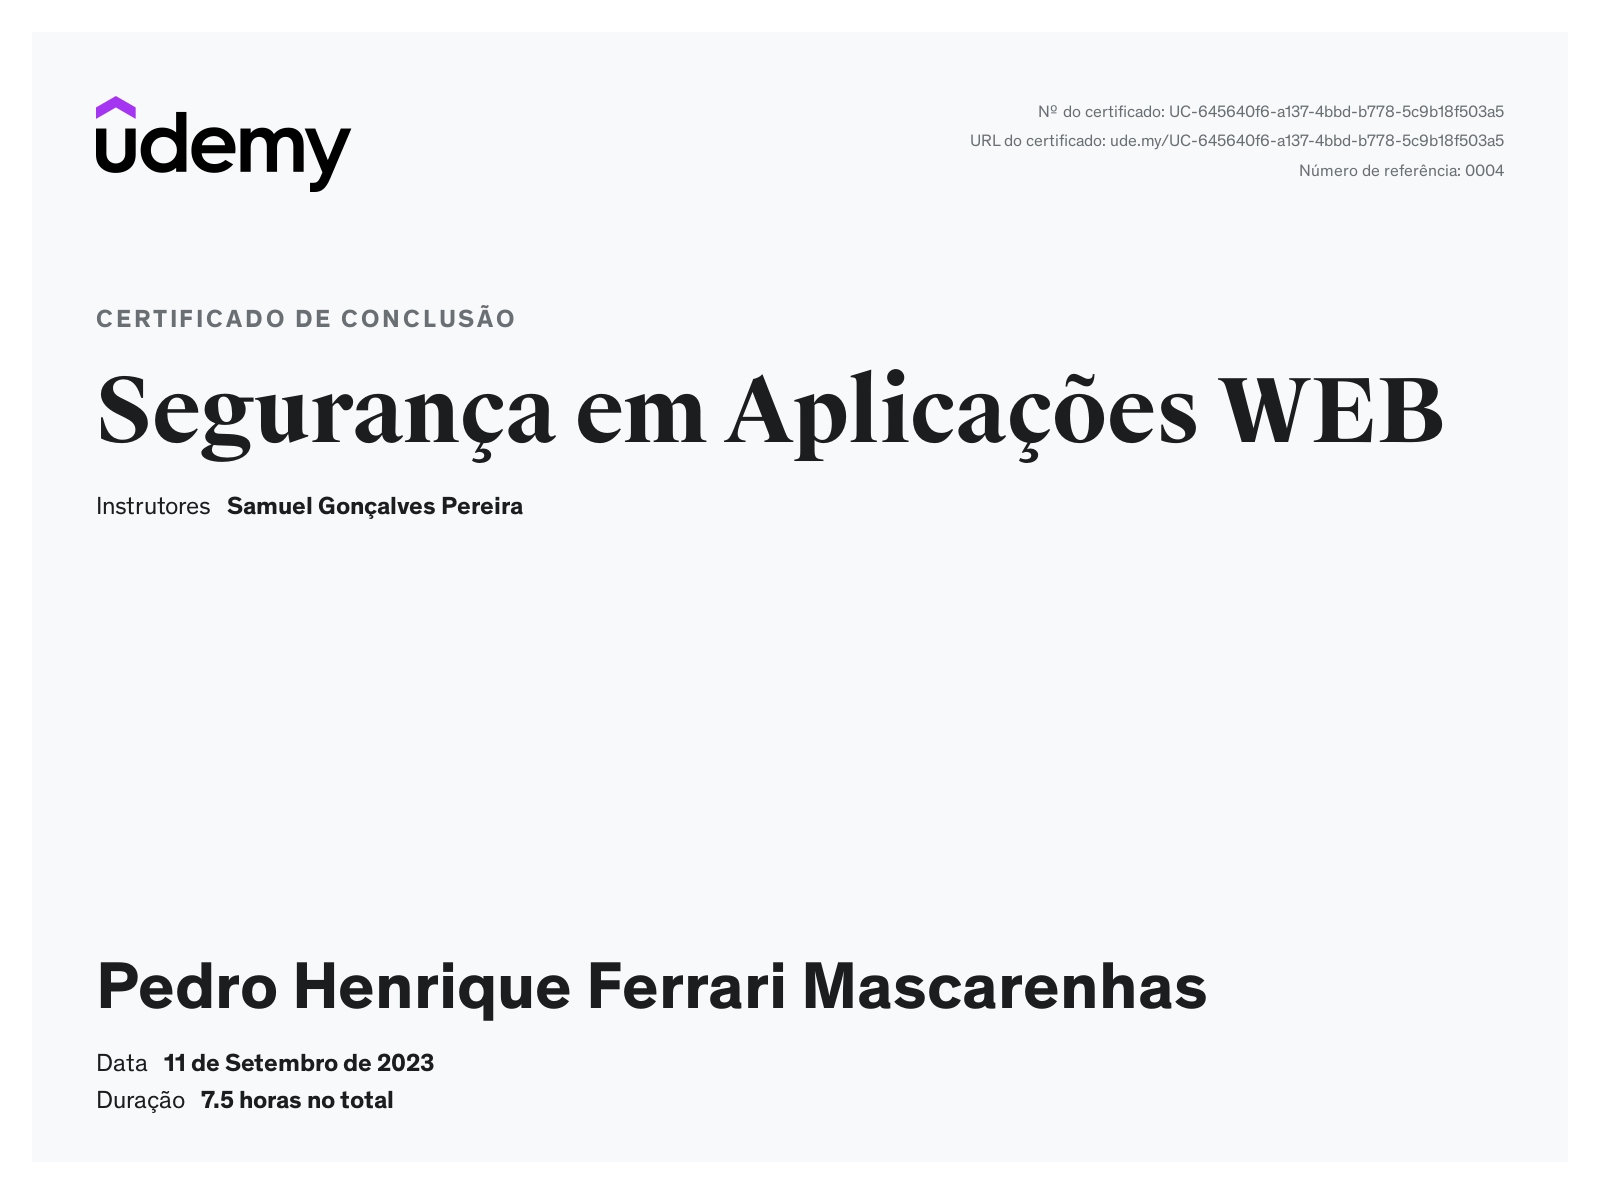 udemy
Nº do certificado: UC-645640f6-a137-4bbd-b778-5c9b18f503a5
URL do certificado: ude.my/UC-645640f6-a137-4bbd-b778-5c9b18f503a5
Número de referência: 0004
CERTIFICADO DE CONCLUSÃO
Segurança em Aplicações WEB
Instrutores Samuel Gonçalves Pereira
Pedro Henrique Ferrari Mascarenhas
Data 11 de Setembro de 2023
Duração 7.5 horas no total